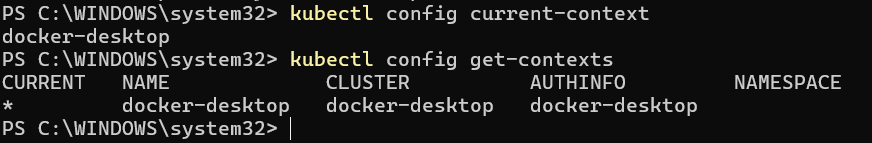 PS C:\WINDOWS\system32> kubectl config current-context
docker-desktop
PS C:\WINDOWS\system32> kubectl config get-contexts
CURRENT   NAME             CLUSTER          AUTHINFO         NAMESPACE
*         docker-desktop   docker-desktop   docker-desktop
PS C:\WINDOWS\system32>